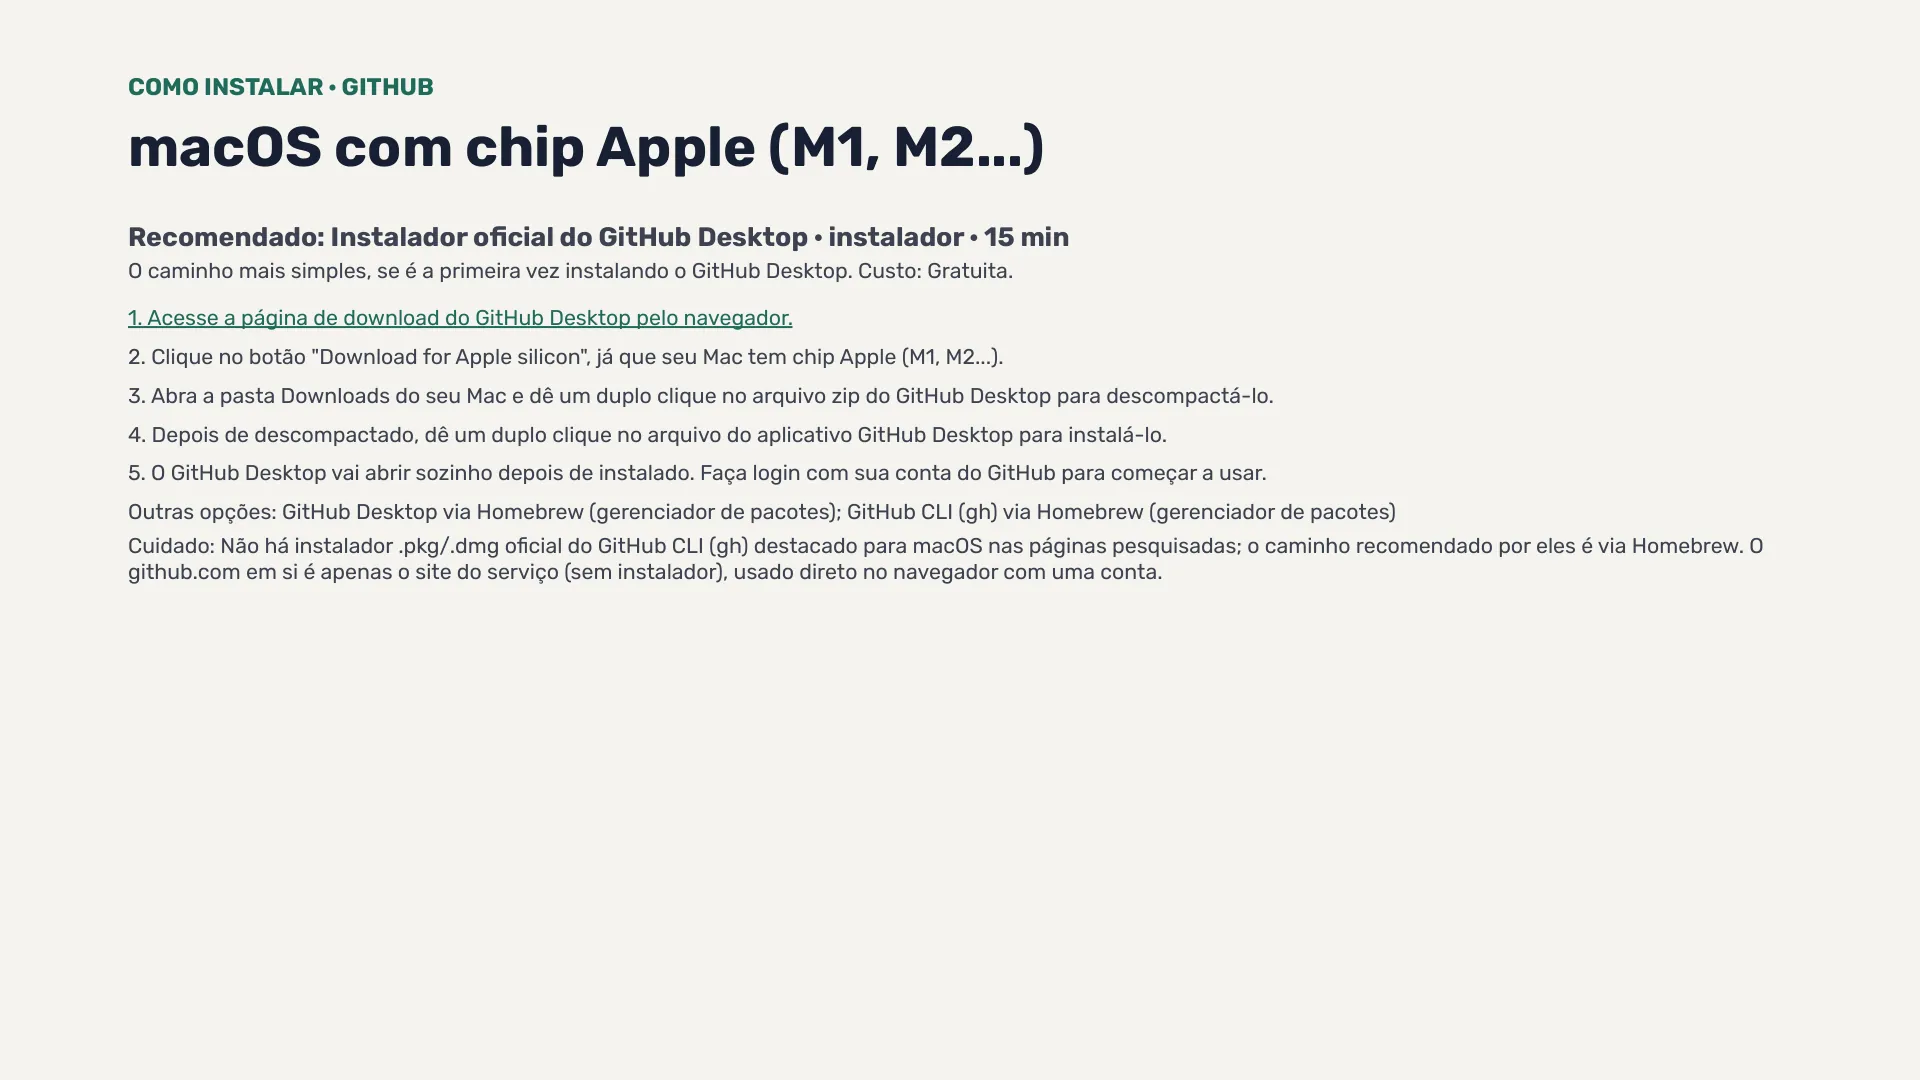 COMO INSTALAR • GITHUB
macOS com chip Apple (M1, M2...)
Recomendado: Instalador oficial do GitHub Desktop • instalador • 15 min
O caminho mais simples, se é a primeira vez instalando o GitHub Desktop. Custo: Gratuita.
1. Acesse a página de download do GitHub Desktop pelo navegador.
2. Clique no botão "Download for Apple silicon", já que seu Mac tem chip Apple (M1, M2...).
3. Abra a pasta Downloads do seu Mac e dê um duplo clique no arquivo zip do GitHub Desktop para descompactá-lo.
4. Depois de descompactado, dê um duplo clique no arquivo do aplicativo GitHub Desktop para instalá-lo.
5. O GitHub Desktop vai abrir sozinho depois de instalado. Faça login com sua conta do GitHub para começar a usar.
Outras opções: GitHub Desktop via Homebrew (gerenciador de pacotes); GitHub CLI (gh) via Homebrew (gerenciador de pacotes)
Cuidado: Não há instalador .pkg/.dmg oficial do GitHub CLI (gh) destacado para macOS nas páginas pesquisadas; o caminho recomendado por eles é via Homebrew. O
github.com em si é apenas o site do serviço (sem instalador), usado direto no navegador com uma conta.